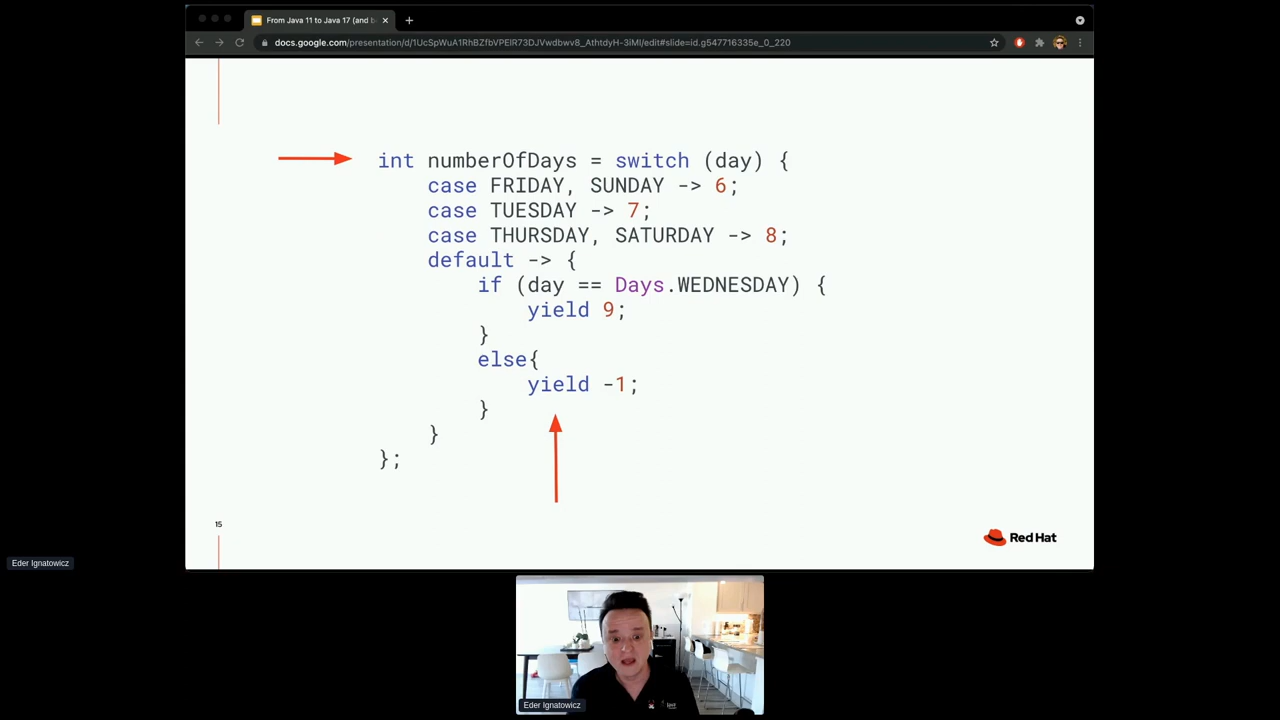 From Java 11 to Java 17 (and b
docs.google.com/presentation/d/1UcSpWuA1RhBZfbVPElR73DJVwdbwv8_AthtdyH-3iMI/edit#slide=id.g547716335e_0_220
int numberOfDays = switch (day) {
case FRIDAY, SUNDAY -> 6;
case TUESDAY -> 7;
case THURSDAY, SATURDAY -> 8;
default -> {
if (day == Days.WEDNESDAY) {
yield 9;
}
else{
yield -1;
}
}
};
15
Red Hat
Eder Ignatowicz
Eder Ignatowicz